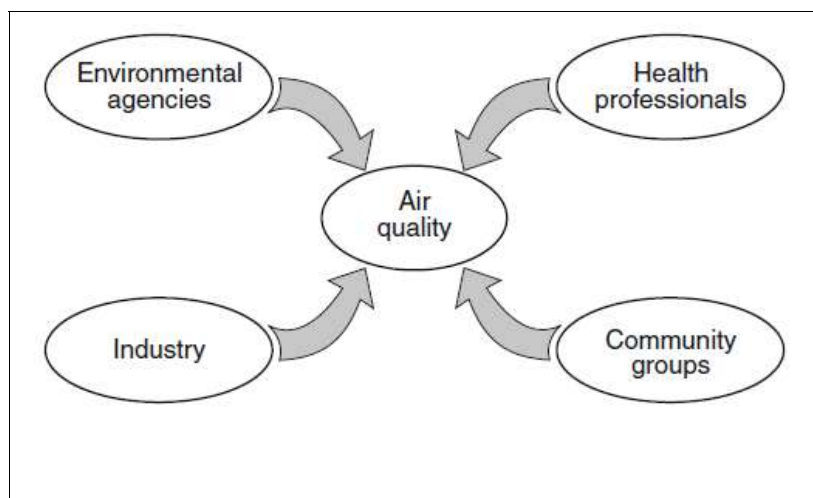 Environmental
agencies
Health
professionals
Air
quality
Industry
Community
groups